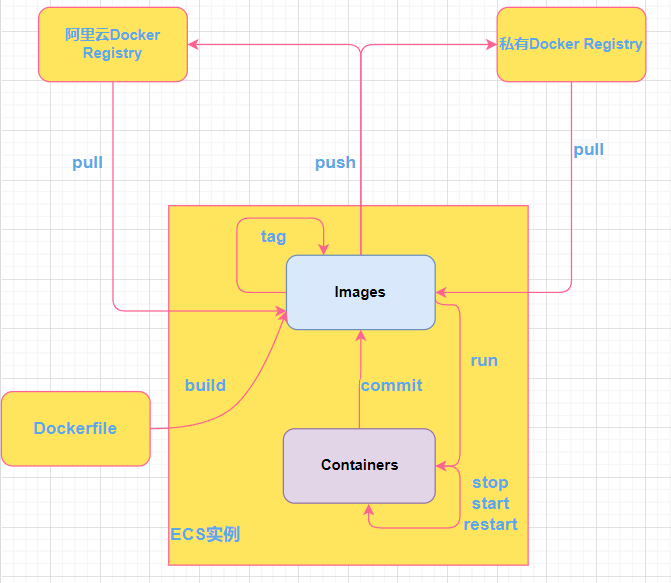 阿里云Docker
Registry
私有Docker Registry
pull
push
pull
tag
Images
run
build
commit
Dockerfile
Containers
stop
start
restart
ECS实例